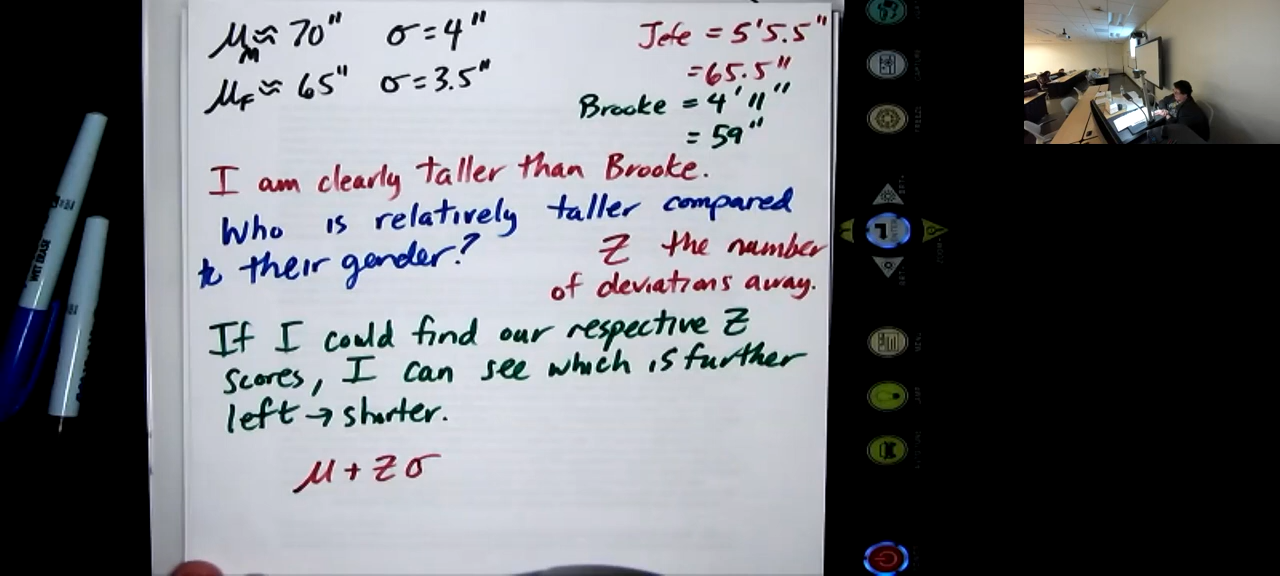 μM ≈ 70" σ = 4"
μF ≈ 65" σ = 3.5"
Jefe = 5'5.5"
= 65.5"
Brooke = 4'11"
= 59"
I am clearly taller than Brooke.
Who is relatively taller compared
to their gender?
Z the number
of deviations away.
If I could find our respective Z
scores, I can see which is further
left → shorter.
μ + Zσ